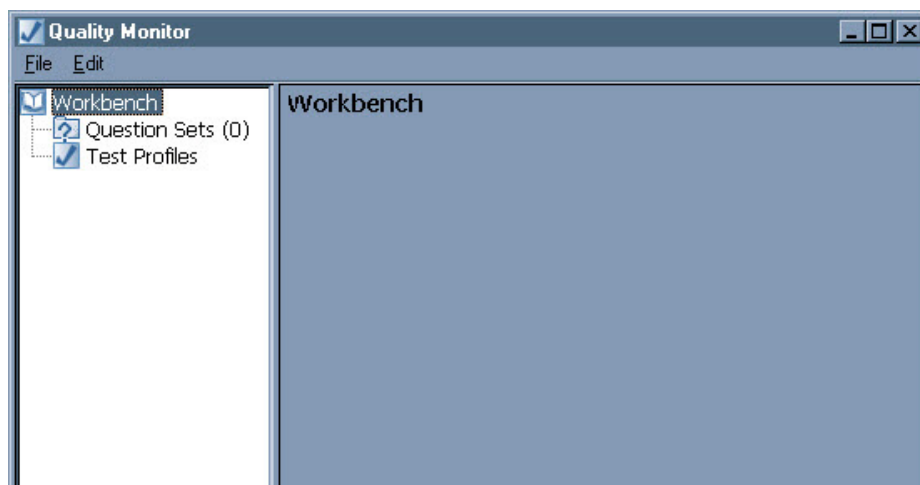 Quality Monitor
File Edit
Workbench
Question Sets (0)
Test Profiles
Workbench